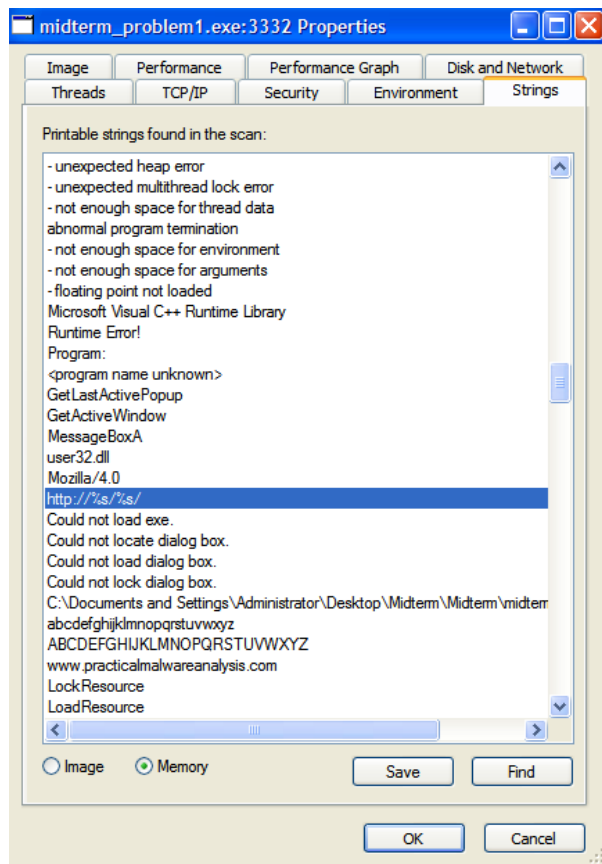 midterm_problem1.exe:3332 Properties
Image Performance Performance Graph Disk and Network
Threads TCP/IP Security Environment Strings
Printable strings found in the scan:
- unexpected heap error
- unexpected multithread lock error
- not enough space for thread data
abnormal program termination
- not enough space for environment
- not enough space for arguments
- floating point not loaded
Microsoft Visual C++ Runtime Library
Runtime Error!
Program:
<program name unknown>
GetLastActivePopup
GetActiveWindow
MessageBoxA
user32.dll
Mozilla/4.0
http://%s/%s/
Could not load exe.
Could not locate dialog box.
Could not load dialog box.
Could not lock dialog box.
C:\Documents and Settings\Administrator\Desktop\Midterm\Midterm\midterm
abcdefghijklmnopqrstuvwxyz
ABCDEFGHIJKLMNOPQRSTUVWXYZ
www.practicalmalwareanalysis.com
LockResource
LoadResource
Image Memory Save Find
OK Cancel